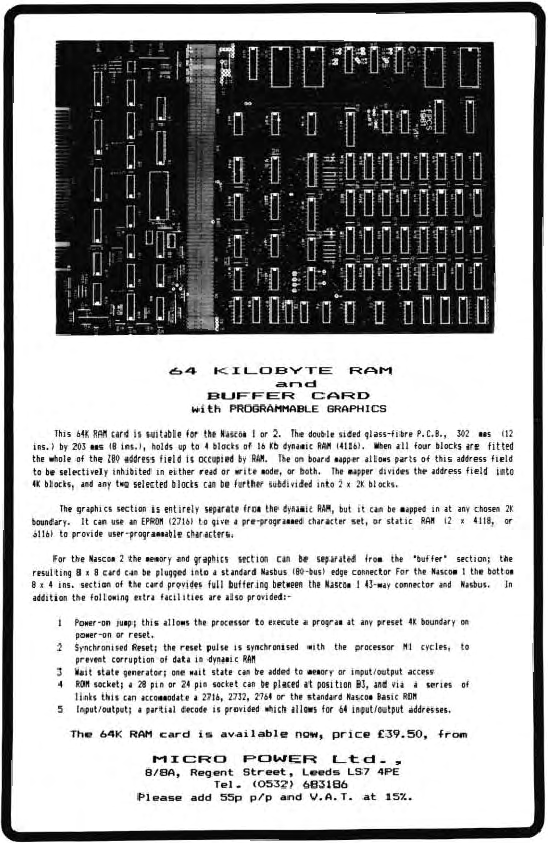 64 KILOBYTE RAM
and
BUFFER CARD
with PROGRAMMABLE GRAPHICS
This 64K RAM card is suitable for the Nascom 1 or 2. The double sided glass-fibre P.C.B., 302 mms (12
ins.) by 203 mms (8 ins.), holds up to 4 blocks of 16 Kb dynamic RAM (4116). When all four blocks are fitted
the whole of the Z80 address field is occupied by RAM. The on board mapper allows parts of this address field
to be selectively inhibited in either read or write mode, or both. The mapper divides the address field into
4K blocks, and any two selected blocks can be further subdivided into 2 x 2K blocks.
The graphics section is entirely separate from the dynamic RAM, but it can be mapped in at any chosen 2K
boundary. It can use an EPROM (2716) to give a pre-programmed character set, or static RAM (2 x 4118, or
6116) to provide user-programmable characters.
For the Nascom 2 the memory and graphics section can be separated from the "buffer" section; the
resulting 8 x 8 card can be plugged into a standard Nasbus (80-bus) edge connector For the Nascom 1 the bottom
8 x 4 ins. section of the card provides full buffering between the Nascom 1 43-way connector and Nasbus. In
addition the following extra facilities are also provided:-
1 Power-on jump; this allows the processor to execute a program at any preset 4K boundary on
power-on or reset.
2 Synchronised Reset; the reset pulse is synchronised with the processor M1 cycles, to
prevent corruption of data in dynamic RAM
3 Wait state generator; one wait state can be added to memory or input/output access
4 ROM socket; a 28 pin or 24 pin socket can be placed at position B3, and via a series of
links this can accommodate a 2716, 2732, 2764 or the standard Nascom Basic ROM
5 Input/output; a partial decode is provided which allows for 64 input/output addresses.
The 64K RAM card is available now, price £39.50, from
MICRO POWER Ltd.,
8/8A, Regent Street, Leeds LS7 4PE
Tel. (0532) 683186
Please add 55p p/p and V.A.T. at 15%.